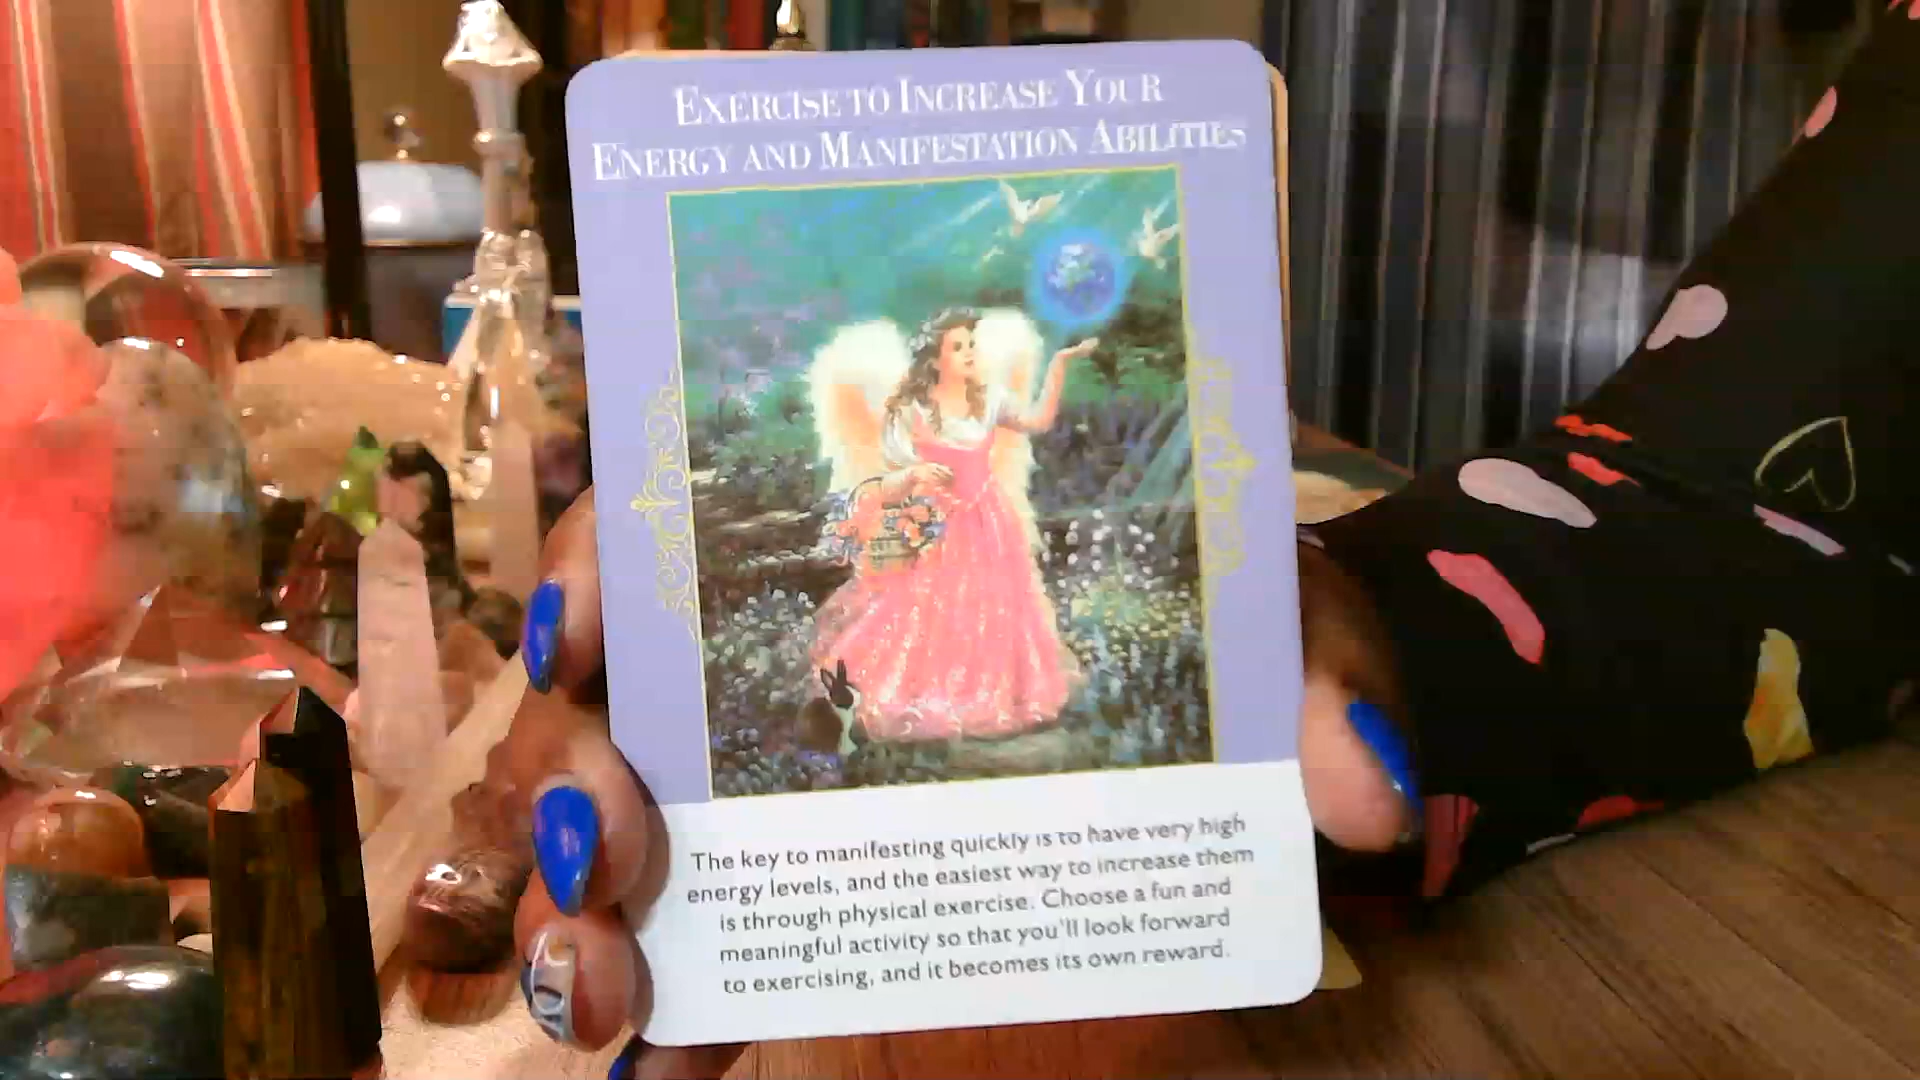 EXERCISE TO INCREASE YOUR
ENERGY AND MANIFESTATION ABILITIES
The key to manifesting quickly is to have very high
energy levels, and the easiest way to increase them
is through physical exercise. Choose a fun and
meaningful activity so that you'll look forward
to exercising, and it becomes its own reward.